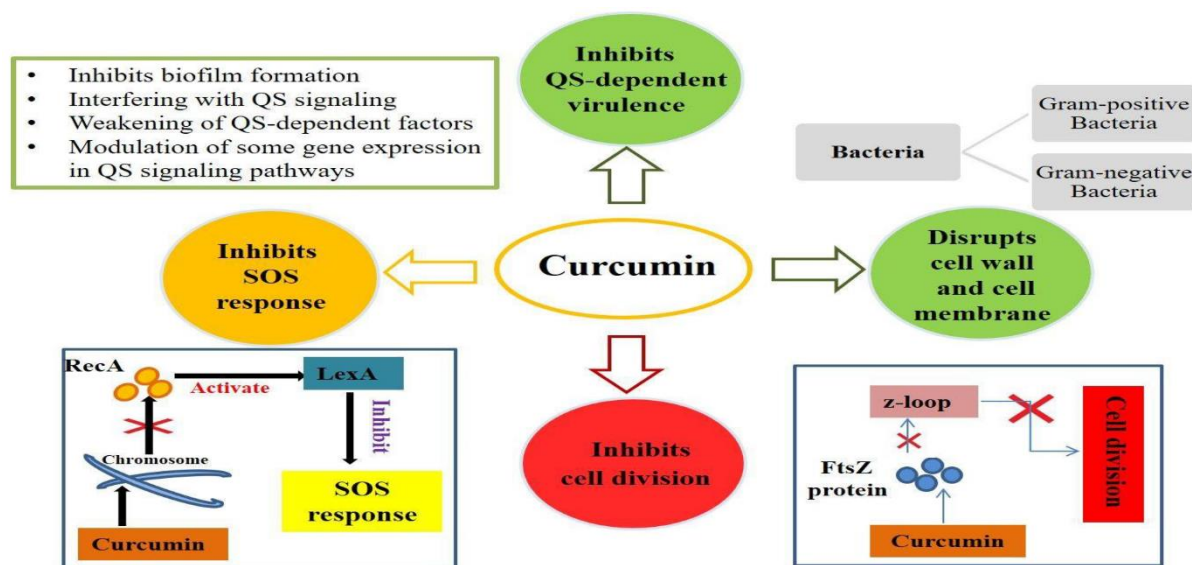 Inhibits
QS-dependent
virulence
• Inhibits biofilm formation
• Interfering with QS signaling
• Weakening of QS-dependent factors
• Modulation of some gene expression
in QS signaling pathways
Bacteria
Gram-positive
Bacteria
Gram-negative
Bacteria
Inhibits
SOS
response
Curcumin
Disrupts
cell wall
and cell
membrane
RecA
Activate
LexA
Inhibit
Chromosome
SOS
response
Curcumin
Inhibits
cell division
z-loop
FtsZ
protein
Cell division
Curcumin